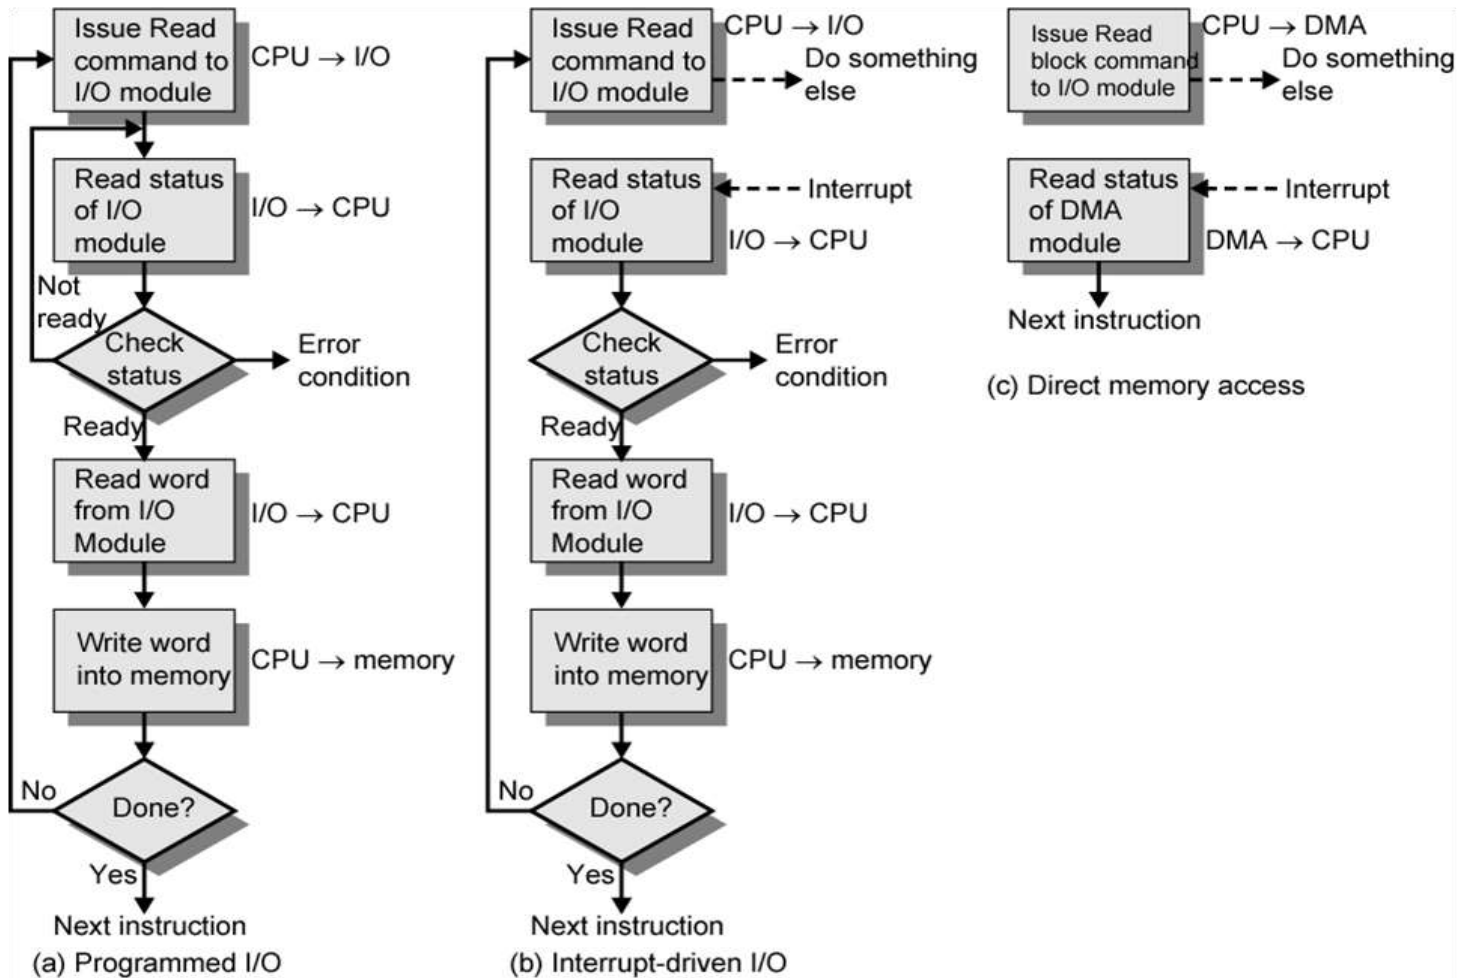 Issue Read
command to
I/O module
CPU → I/O
Read status
of I/O
module
I/O → CPU
Not
ready
Check
status
Error
condition
Ready
Read word
from I/O
Module
I/O → CPU
Write word
into memory
CPU → memory
No
Done?
Yes
Next instruction
(a) Programmed I/O
Issue Read
command to
I/O module
CPU → I/O
Do something
else
Read status
of I/O
module
Interrupt
I/O → CPU
Check
status
Error
condition
Ready
Read word
from I/O
Module
I/O → CPU
Write word
into memory
CPU → memory
No
Done?
Yes
Next instruction
(b) Interrupt-driven I/O
Issue Read
block command
to I/O module
CPU → DMA
Do something
else
Read status
of DMA
module
Interrupt
DMA → CPU
Next instruction
(c) Direct memory access